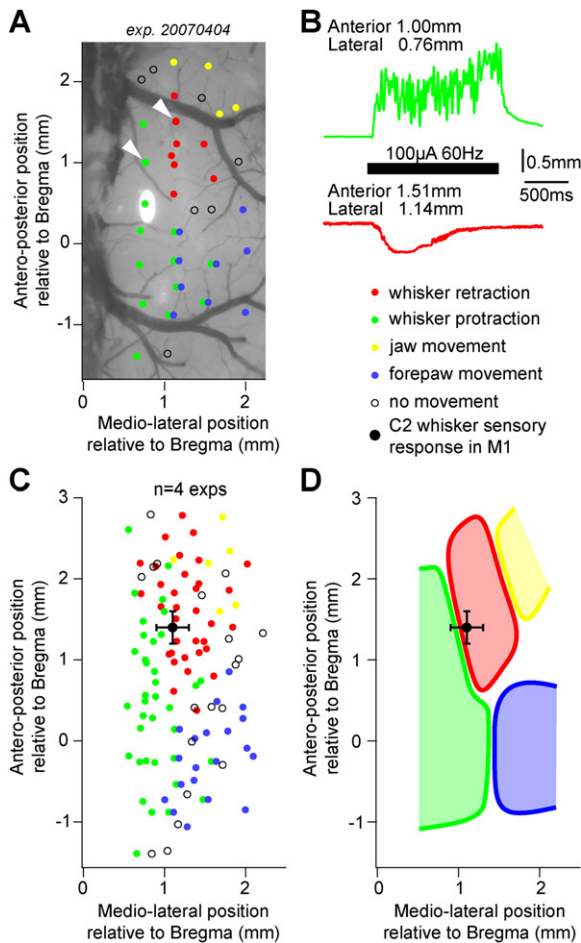 A
exp. 20070404
2
1
0
-1
Antero-posterior position
relative to Bregma (mm)
0
1
2
Medio-lateral position
relative to Bregma (mm)
B
Anterior 1.00mm
Lateral 0.76mm
100µA 60Hz
0.5mm
500ms
Anterior 1.51mm
Lateral 1.14mm
whisker retraction
whisker protraction
jaw movement
forepaw movement
no movement
C2 whisker sensory
response in M1
C
n=4 exps
3
2
1
0
-1
Antero-posterior position
relative to Bregma (mm)
0
1
2
Medio-lateral position
relative to Bregma (mm)
D
3
2
1
0
-1
Antero-posterior position
relative to Bregma (mm)
0
1
2
Medio-lateral position
relative to Bregma (mm)